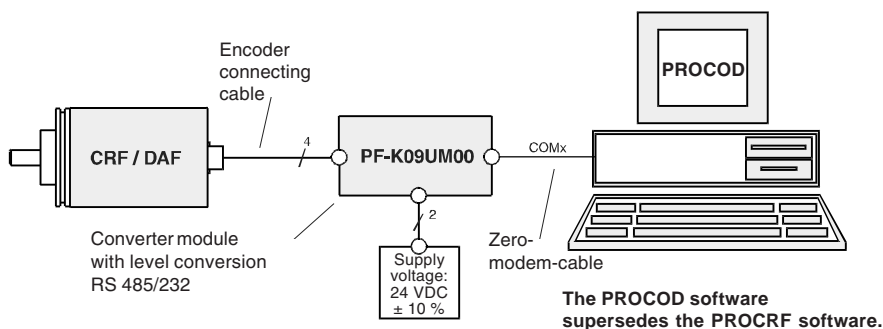 Encoder
connecting
cable
PROCOD
CRF / DAF
4
PF-K09UM00
COMx
2
Converter module
with level conversion
RS 485/232
Supply
voltage:
24 VDC
± 10 %
Zero-
modem-cable
The PROCOD software
supersedes the PROCRF software.